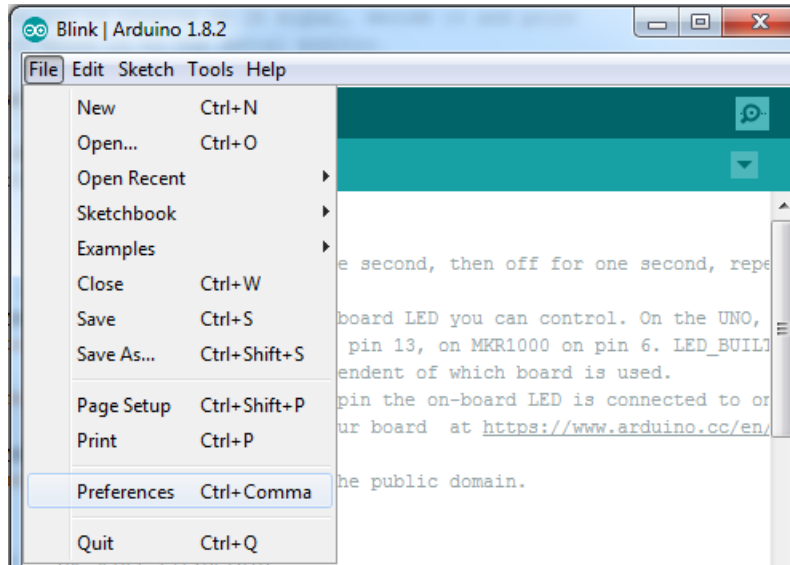 Blink | Arduino 1.8.2
File Edit Sketch Tools Help
New Ctrl+N
Open... Ctrl+O
Open Recent
Sketchbook
Examples
Close Ctrl+W
Save Ctrl+S
Save As... Ctrl+Shift+S
Page Setup Ctrl+Shift+P
Print Ctrl+P
Preferences Ctrl+Comma
Quit Ctrl+Q
e second, then off for one second, repe
board LED you can control. On the UNO,
pin 13, on MKR1000 on pin 6. LED_BUILT
endent of which board is used.
pin the on-board LED is connected to on
ur board at https://www.arduino.cc/en/
he public domain.